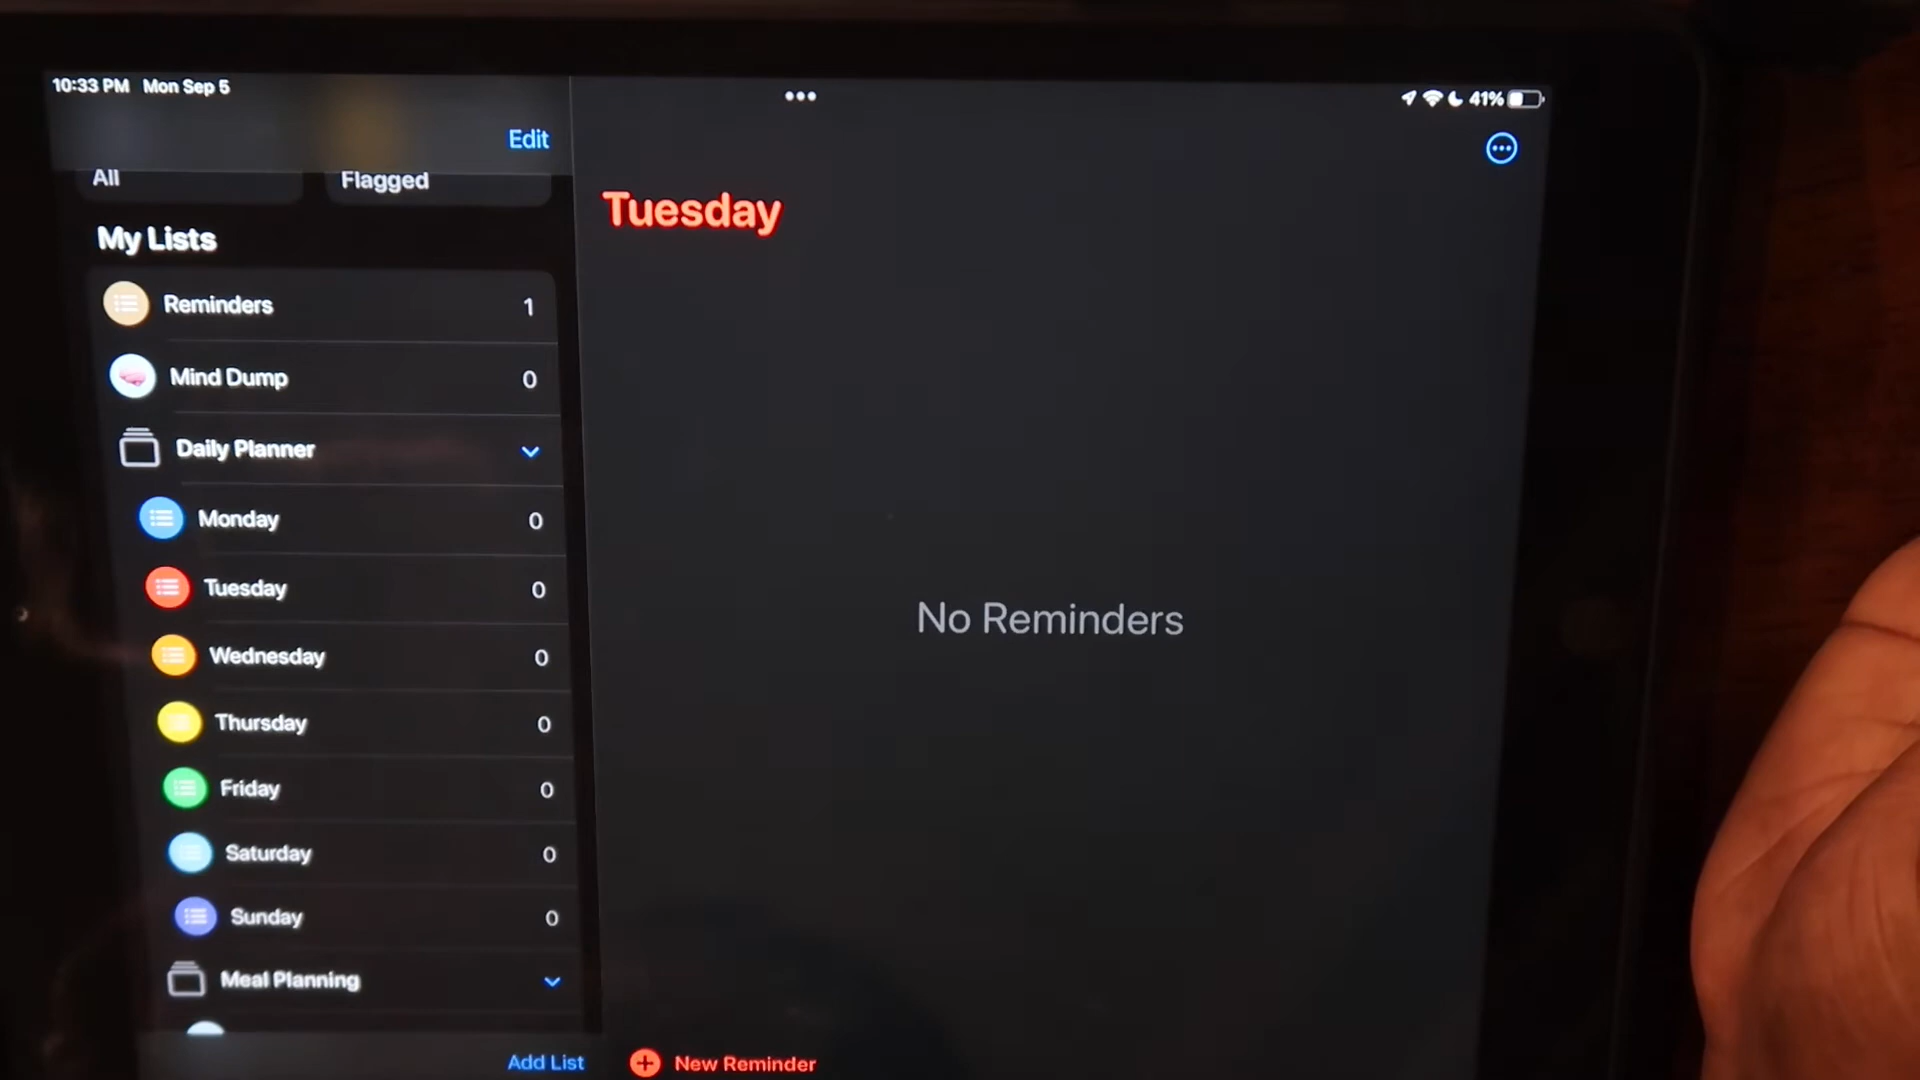 10:33 PM Mon Sep 5
41%
Edit
All
Flagged
My Lists
Reminders 1
Mind Dump 0
Daily Planner
Monday 0
Tuesday 0
Wednesday 0
Thursday 0
Friday 0
Saturday 0
Sunday 0
Meal Planning
Add List
Tuesday
No Reminders
New Reminder